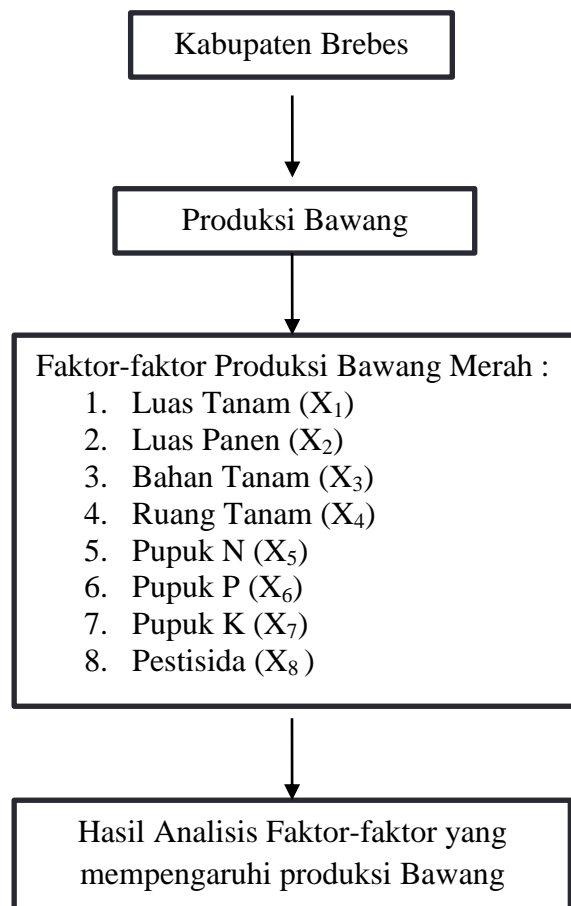 Kabupaten Brebes
Produksi Bawang
Faktor-faktor Produksi Bawang Merah :
1. Luas Tanam (X₁)
2. Luas Panen (X₂)
3. Bahan Tanam (X₃)
4. Ruang Tanam (X₄)
5. Pupuk N (X₅)
6. Pupuk P (X₆)
7. Pupuk K (X₇)
8. Pestisida (X₈ )
Hasil Analisis Faktor-faktor yang
mempengaruhi produksi Bawang